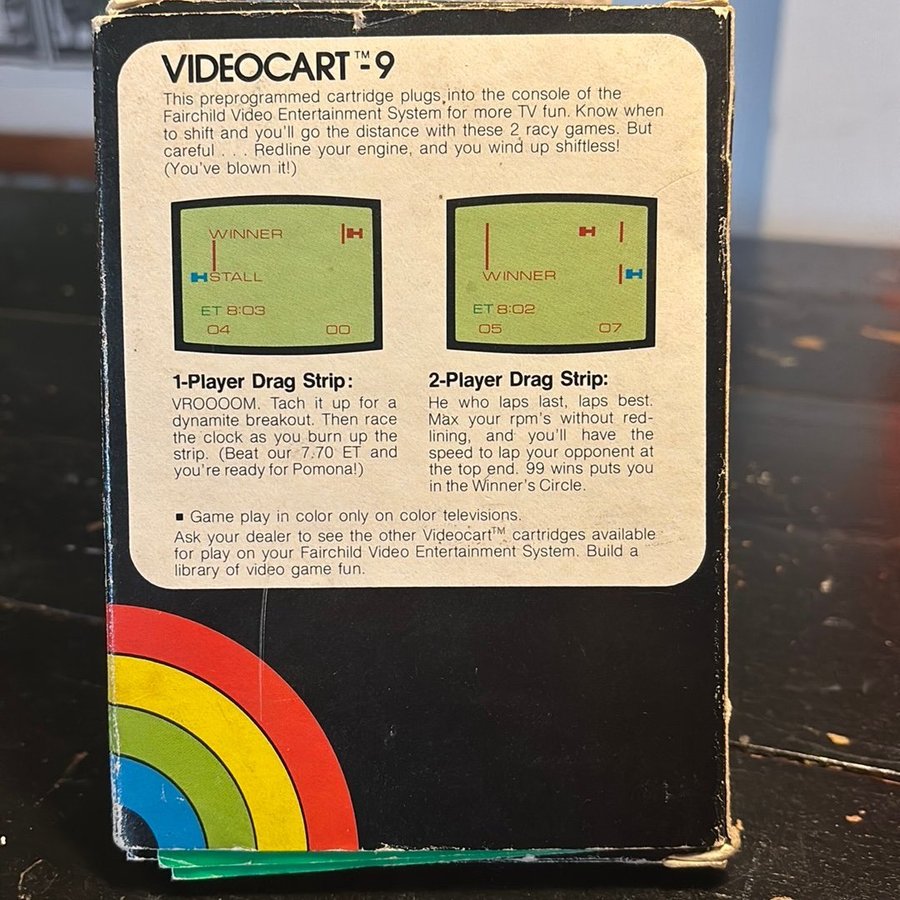 VIDEOCART™-9
This preprogrammed cartridge plugs into the console of the
Fairchild Video Entertainment System for more TV fun. Know when
to shift and you'll go the distance with these 2 racy games. But
careful . . . Redline your engine, and you wind up shiftless!
(You've blown it!)
WINNER
STALL
ET 8:03
04 00
WINNER
ET 8:02
05 07
1-Player Drag Strip:
VROOOOM. Tach it up for a
dynamite breakout. Then race
the clock as you burn up the
strip. (Beat our 7.70 ET and
you're ready for Pomona!)
2-Player Drag Strip:
He who laps last, laps best.
Max your rpm's without red-
lining, and you'll have the
speed to lap your opponent at
the top end. 99 wins puts you
in the Winner's Circle.
■ Game play in color only on color televisions.
Ask your dealer to see the other Videocart™ cartridges available
for play on your Fairchild Video Entertainment System. Build a
library of video game fun.